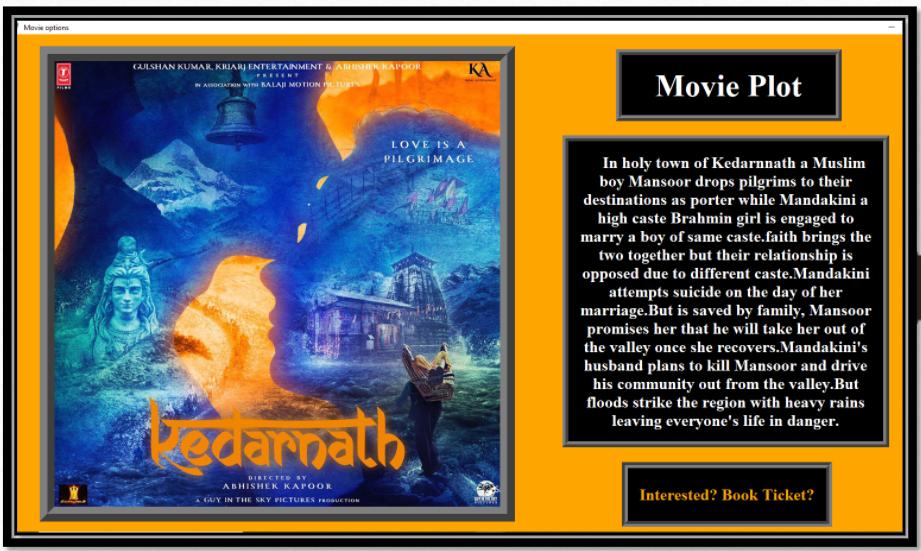 Movie options
T
FILMS
GULSHAN KUMAR, KRIARJ ENTERTAINMENT & ABHISHEK KAPOOR
PRESENT
IN ASSOCIATION WITH BALAJI MOTION PICTURES
KA
LOVE IS A
PILGRIMAGE
kedarnath
DIRECTED BY
ABHISHEK KAPOOR
A GUY IN THE SKY PICTURES PRODUCTION
Movie Plot
In holy town of Kedarnnath a Muslim
boy Mansoor drops pilgrims to their
destinations as porter while Mandakini a
high caste Brahmin girl is engaged to
marry a boy of same caste.faith brings the
two together but their relationship is
opposed due to different caste.Mandakini
attempts suicide on the day of her
marriage.But is saved by family, Mansoor
promises her that he will take her out of
the valley once she recovers.Mandakini's
husband plans to kill Mansoor and drive
his community out from the valley.But
floods strike the region with heavy rains
leaving everyone's life in danger.
Interested? Book Ticket?